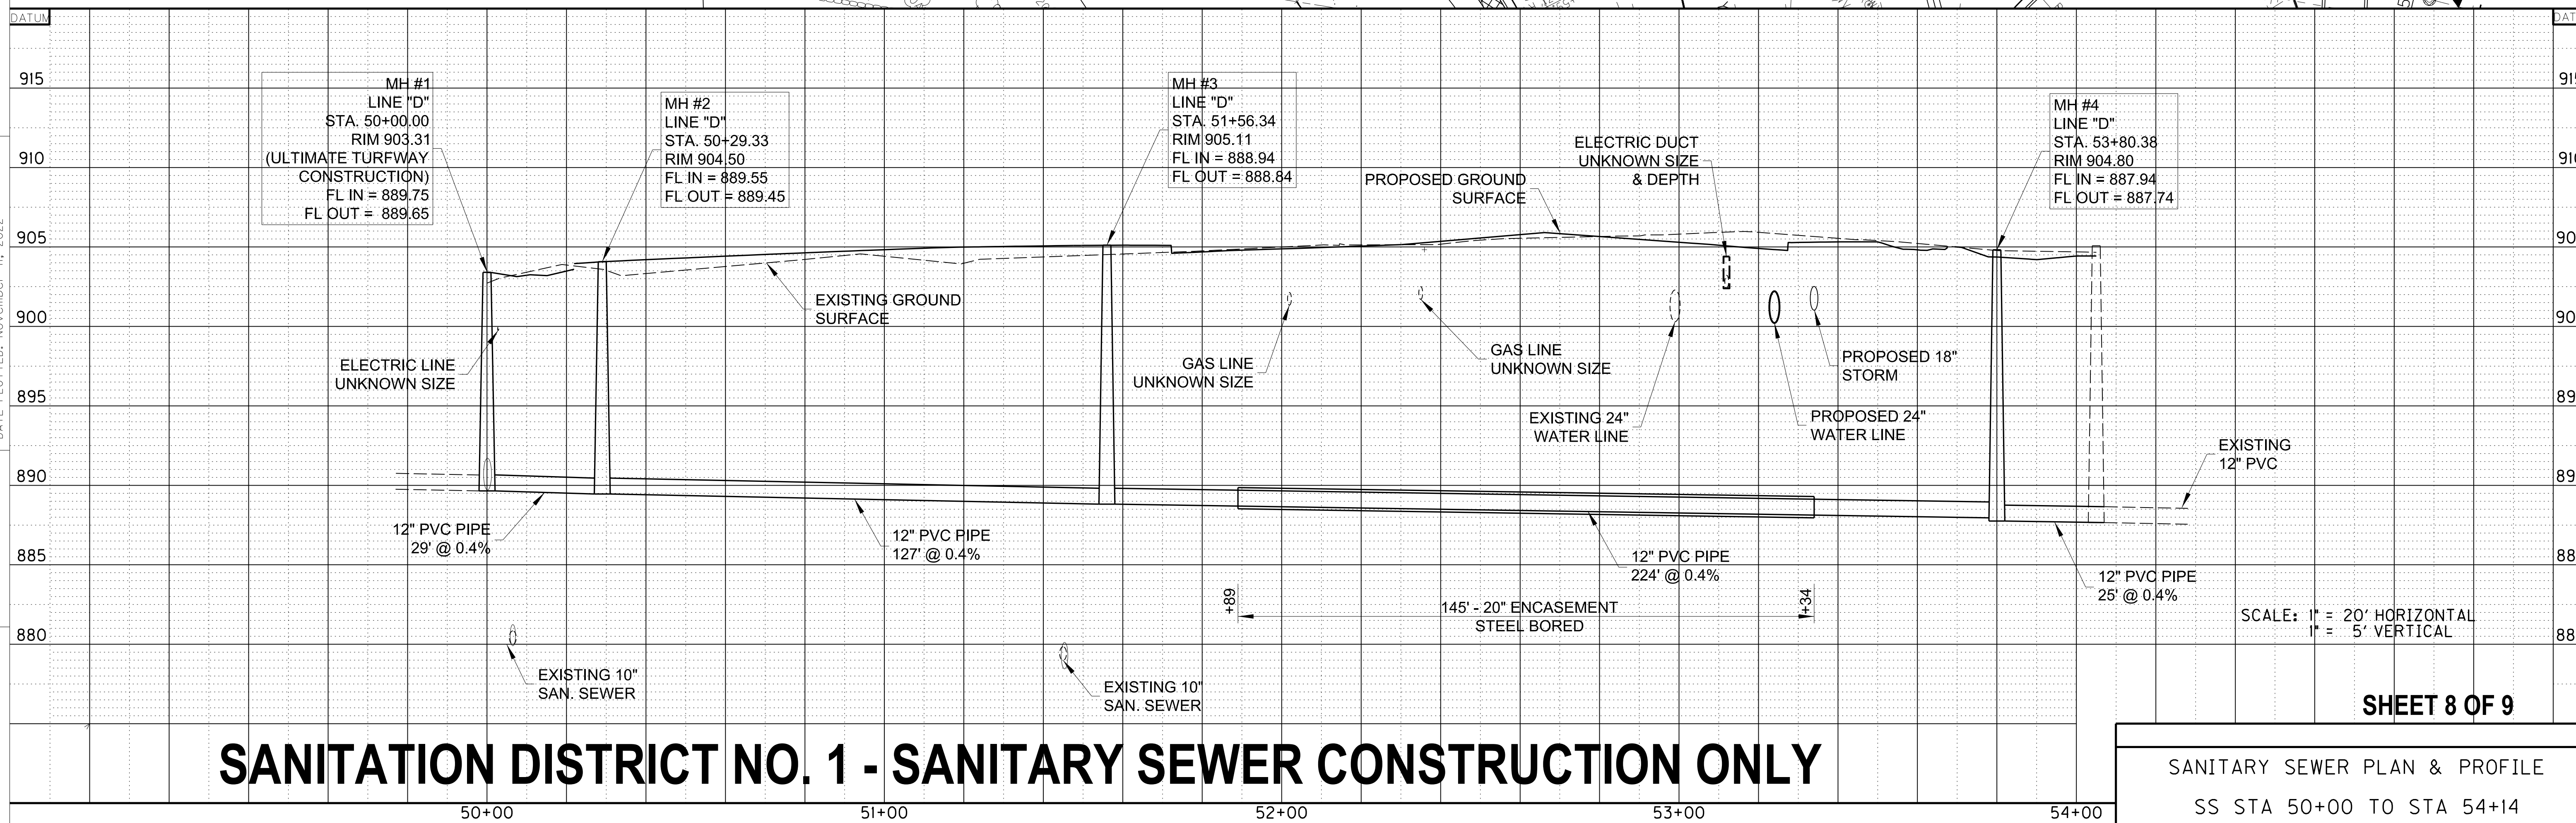 DATUM
915
910
905
900
895
890
885
880
MH #1
LINE "D"
STA. 50+00.00
RIM 903.31
(ULTIMATE TURFWAY
CONSTRUCTION)
FL IN = 889.75
FL OUT = 889.65
MH #2
LINE "D"
STA. 50+29.33
RIM 904.50
FL IN = 889.55
FL OUT = 889.45
MH #3
LINE "D"
STA. 51+56.34
RIM 905.11
FL IN = 888.94
FL OUT = 888.84
ELECTRIC DUCT
UNKNOWN SIZE
& DEPTH
PROPOSED GROUND
SURFACE
MH #4
LINE "D"
STA. 53+80.38
RIM 904.80
FL IN = 887.94
FL OUT = 887.74
EXISTING GROUND
SURFACE
ELECTRIC LINE
UNKNOWN SIZE
GAS LINE
UNKNOWN SIZE
GAS LINE
UNKNOWN SIZE
PROPOSED 18"
STORM
EXISTING 24"
WATER LINE
PROPOSED 24"
WATER LINE
EXISTING
12" PVC
12" PVC PIPE
29' @ 0.4%
12" PVC PIPE
127' @ 0.4%
12" PVC PIPE
224' @ 0.4%
12" PVC PIPE
25' @ 0.4%
+89
145' - 20" ENCASEMENT
STEEL BORED
+34
SCALE: 1" = 20' HORIZONTAL
1" = 5' VERTICAL
EXISTING 10"
SAN. SEWER
EXISTING 10"
SAN. SEWER
SHEET 8 OF 9
SANITATION DISTRICT NO. 1 - SANITARY SEWER CONSTRUCTION ONLY
SANITARY SEWER PLAN & PROFILE
SS STA 50+00 TO STA 54+14
50+00
51+00
52+00
53+00
54+00